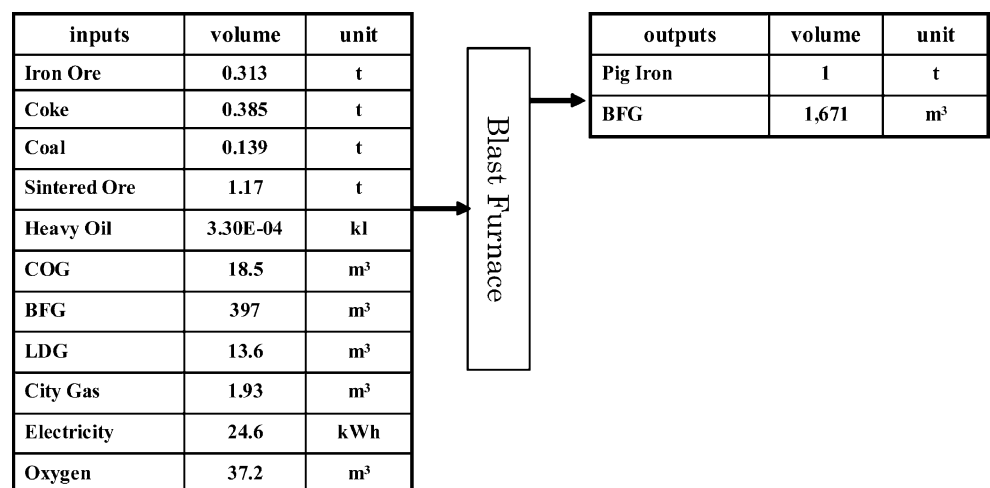 inputs volume unit
Iron Ore 0.313 t
Coke 0.385 t
Coal 0.139 t
Sintered Ore 1.17 t
Heavy Oil 3.30E-04 kl
COG 18.5 m³
BFG 397 m³
LDG 13.6 m³
City Gas 1.93 m³
Electricity 24.6 kWh
Oxygen 37.2 m³
Blast Furnace
outputs volume unit
Pig Iron 1 t
BFG 1,671 m³